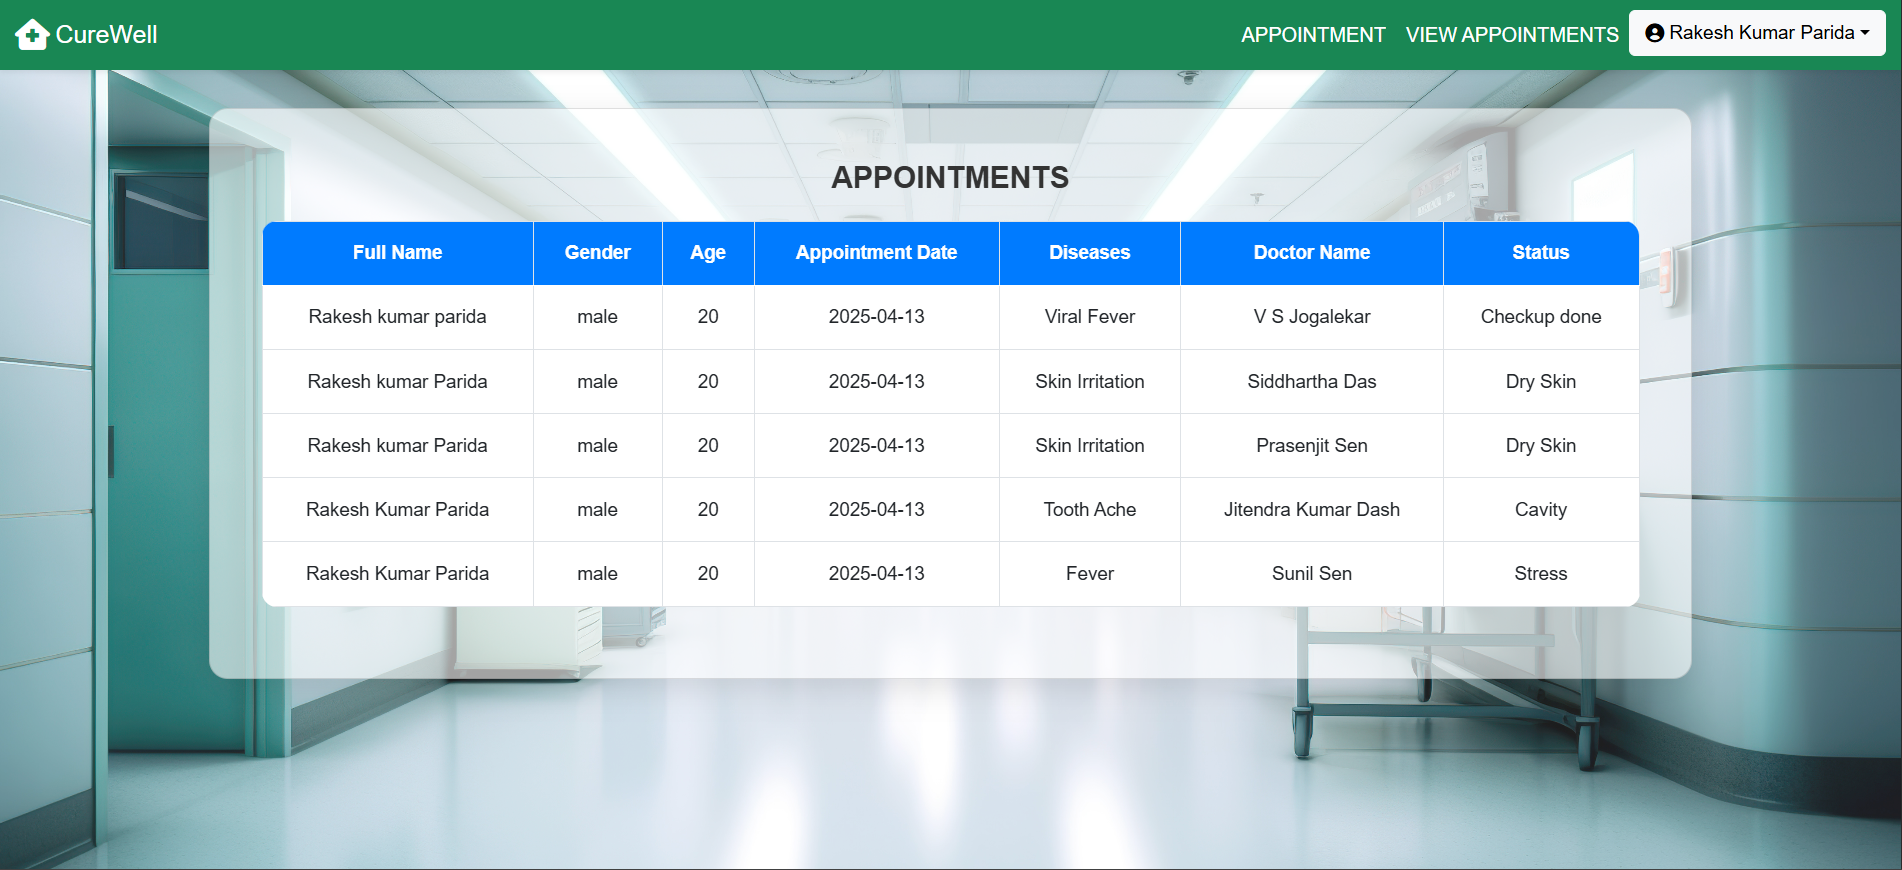 CureWell
APPOINTMENT VIEW APPOINTMENTS Rakesh Kumar Parida
APPOINTMENTS
Full Name Gender Age Appointment Date Diseases Doctor Name Status
Rakesh kumar parida male 20 2025-04-13 Viral Fever V S Jogalekar Checkup done
Rakesh kumar Parida male 20 2025-04-13 Skin Irritation Siddhartha Das Dry Skin
Rakesh kumar Parida male 20 2025-04-13 Skin Irritation Prasenjit Sen Dry Skin
Rakesh Kumar Parida male 20 2025-04-13 Tooth Ache Jitendra Kumar Dash Cavity
Rakesh Kumar Parida male 20 2025-04-13 Fever Sunil Sen Stress